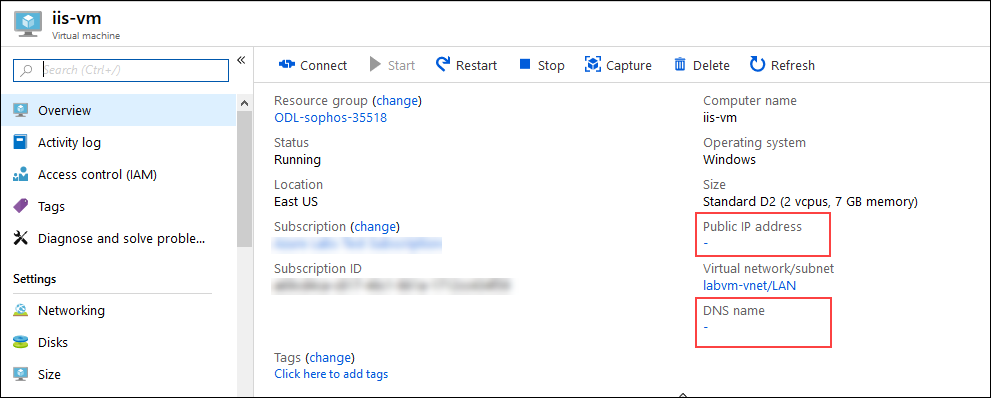 iis-vm
Virtual machine
Search (Ctrl+/)
«
Overview
Activity log
Access control (IAM)
Tags
Diagnose and solve proble...
Settings
Networking
Disks
Size
Connect
Start
Restart
Stop
Capture
Delete
Refresh
Resource group (change)
ODL-sophos-35518
Status
Running
Location
East US
Subscription (change)
Subscription ID
Computer name
iis-vm
Operating system
Windows
Size
Standard D2 (2 vcpus, 7 GB memory)
Public IP address
-
Virtual network/subnet
labvm-vnet/LAN
DNS name
-
Tags (change)
Click here to add tags